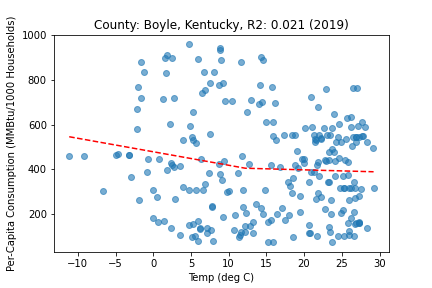 County: Boyle, Kentucky, R2: 0.021 (2019)
Per-Capita Consumption (MMBtu/1000 Households)
1000
800
600
400
200
−10 −5 0 5 10 15 20 25 30
Temp (deg C)